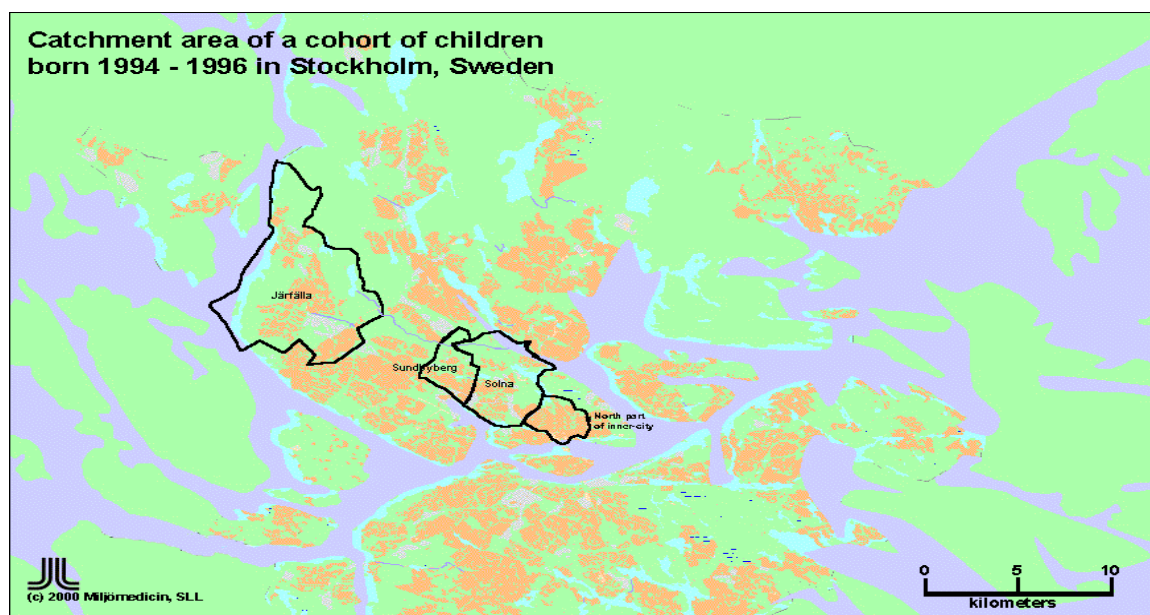 Catchment area of a cohort of children
born 1994 - 1996 in Stockholm, Sweden
Järfälla
Sundbyberg
Solna
North part
of inner-city
0 5 10
kilometers
(c) 2000 Miljömedicin, SLL